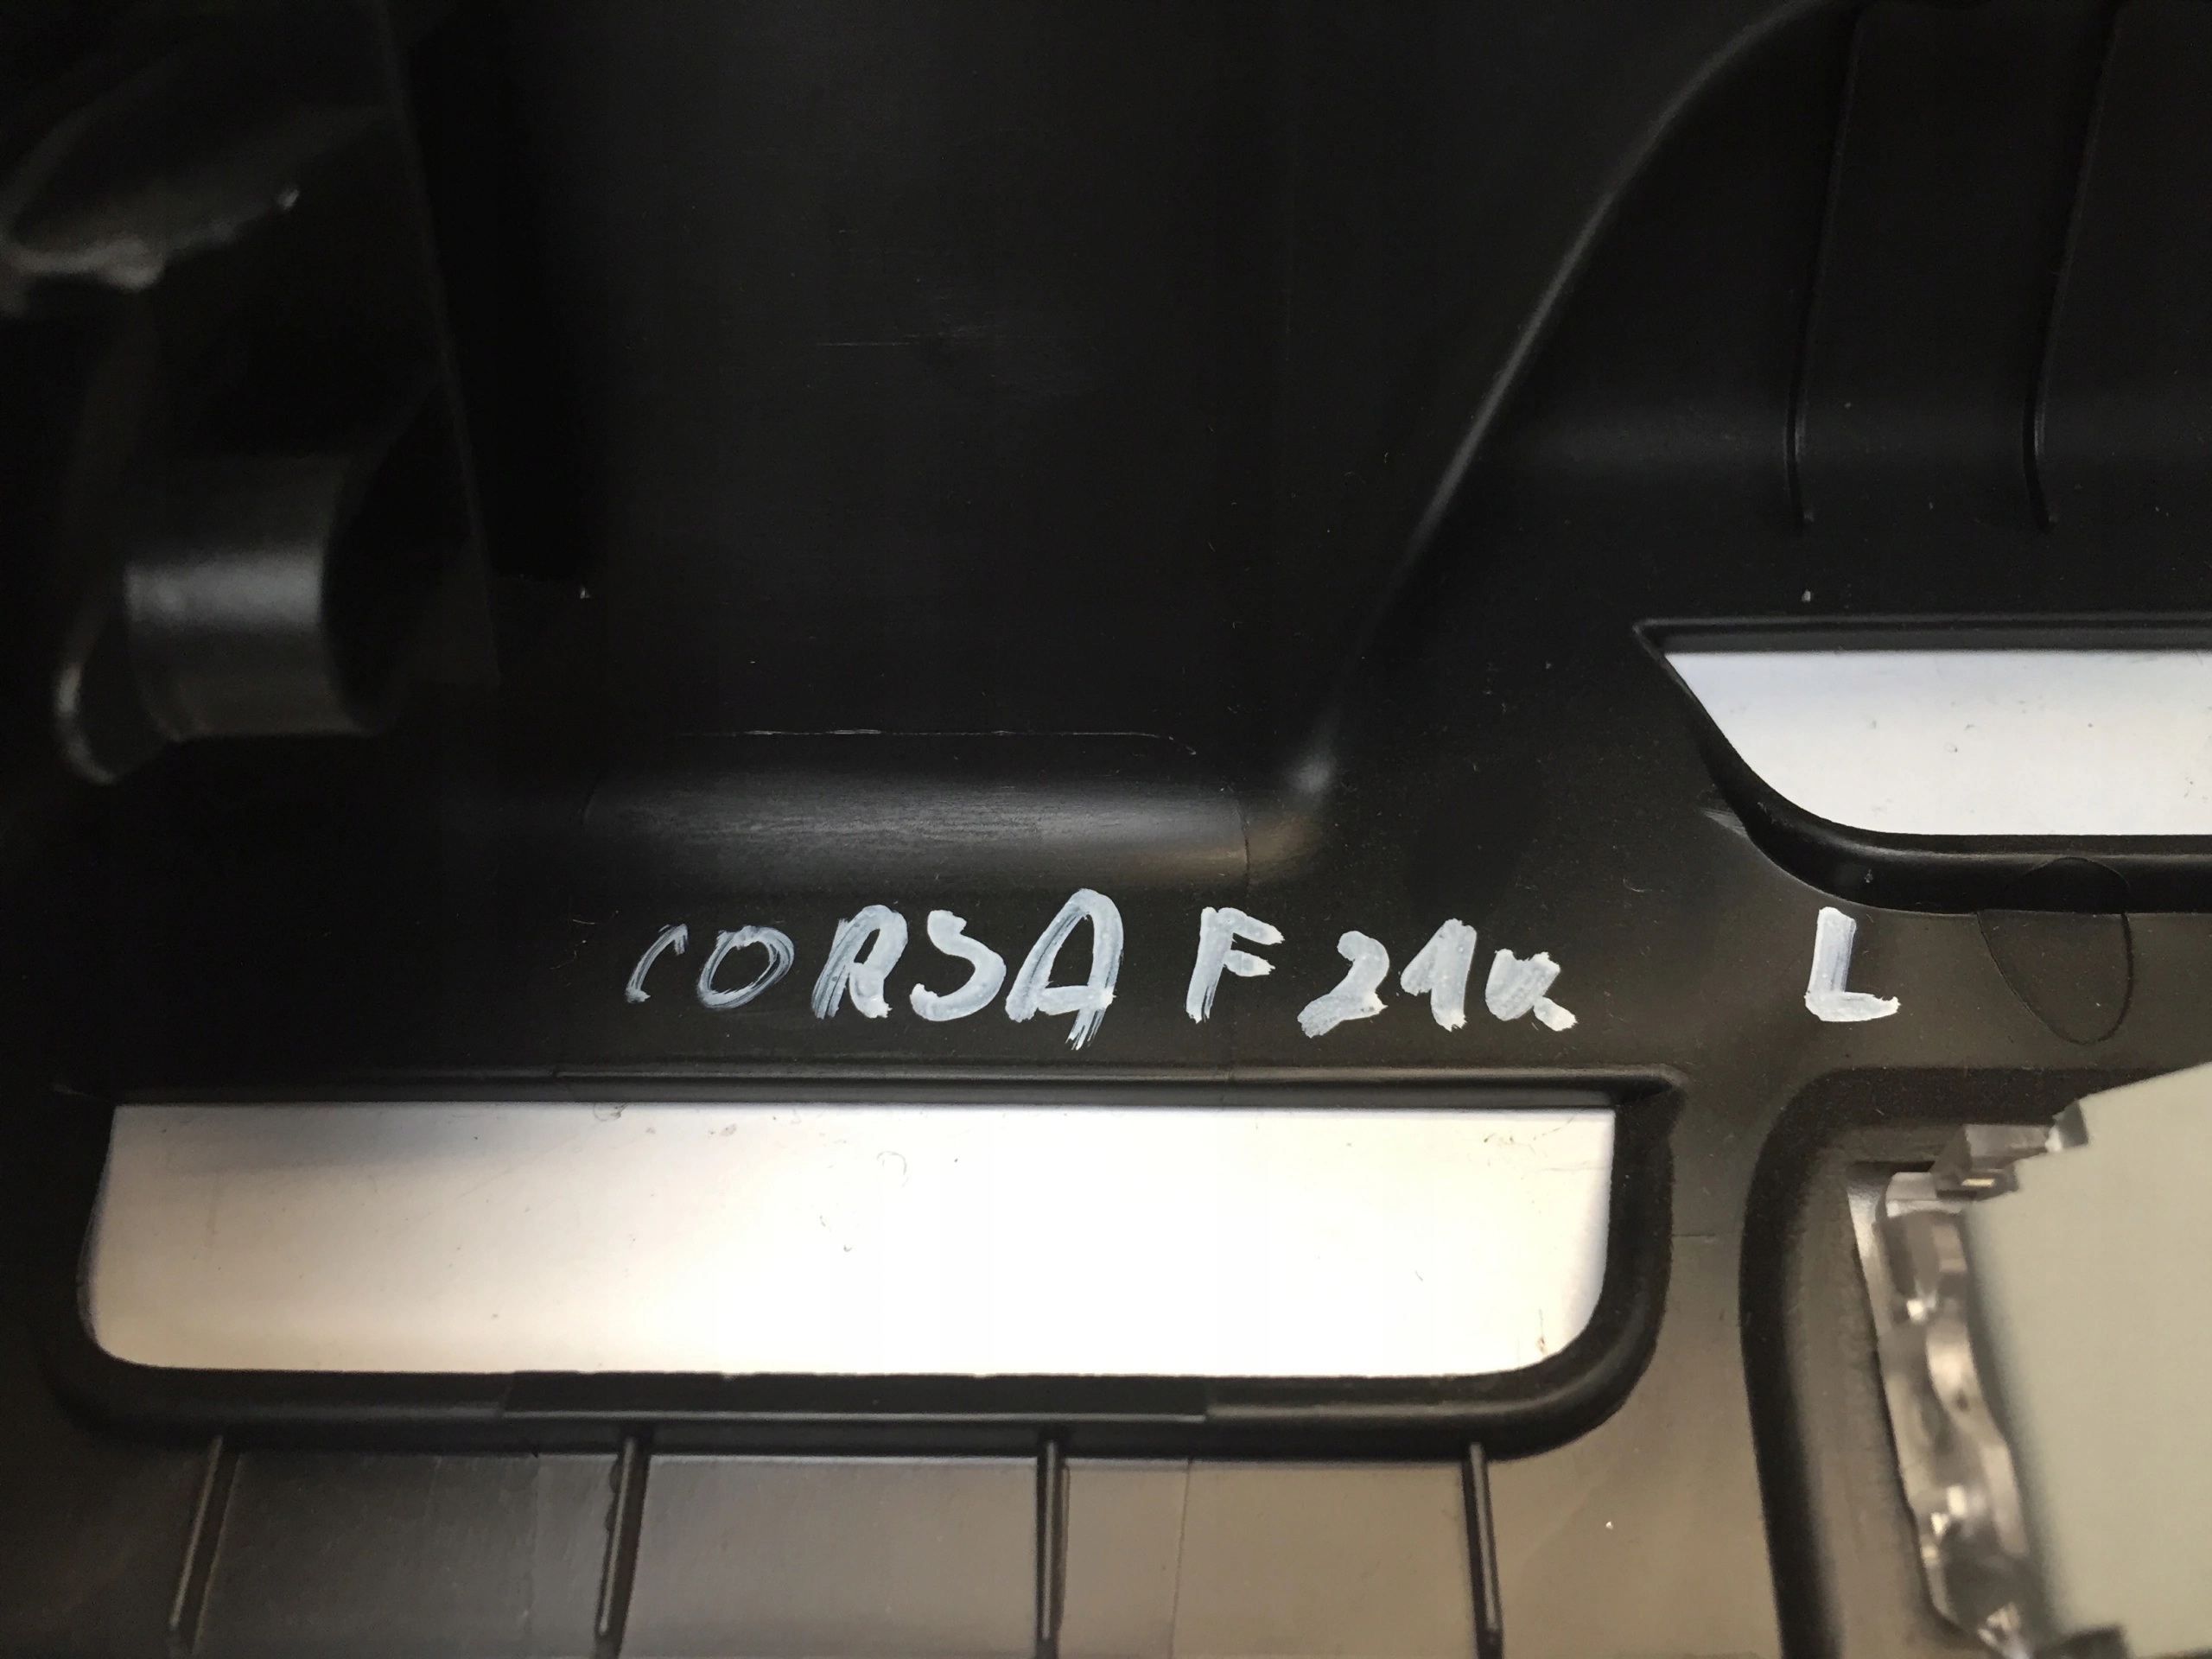 CORSA F 21R L